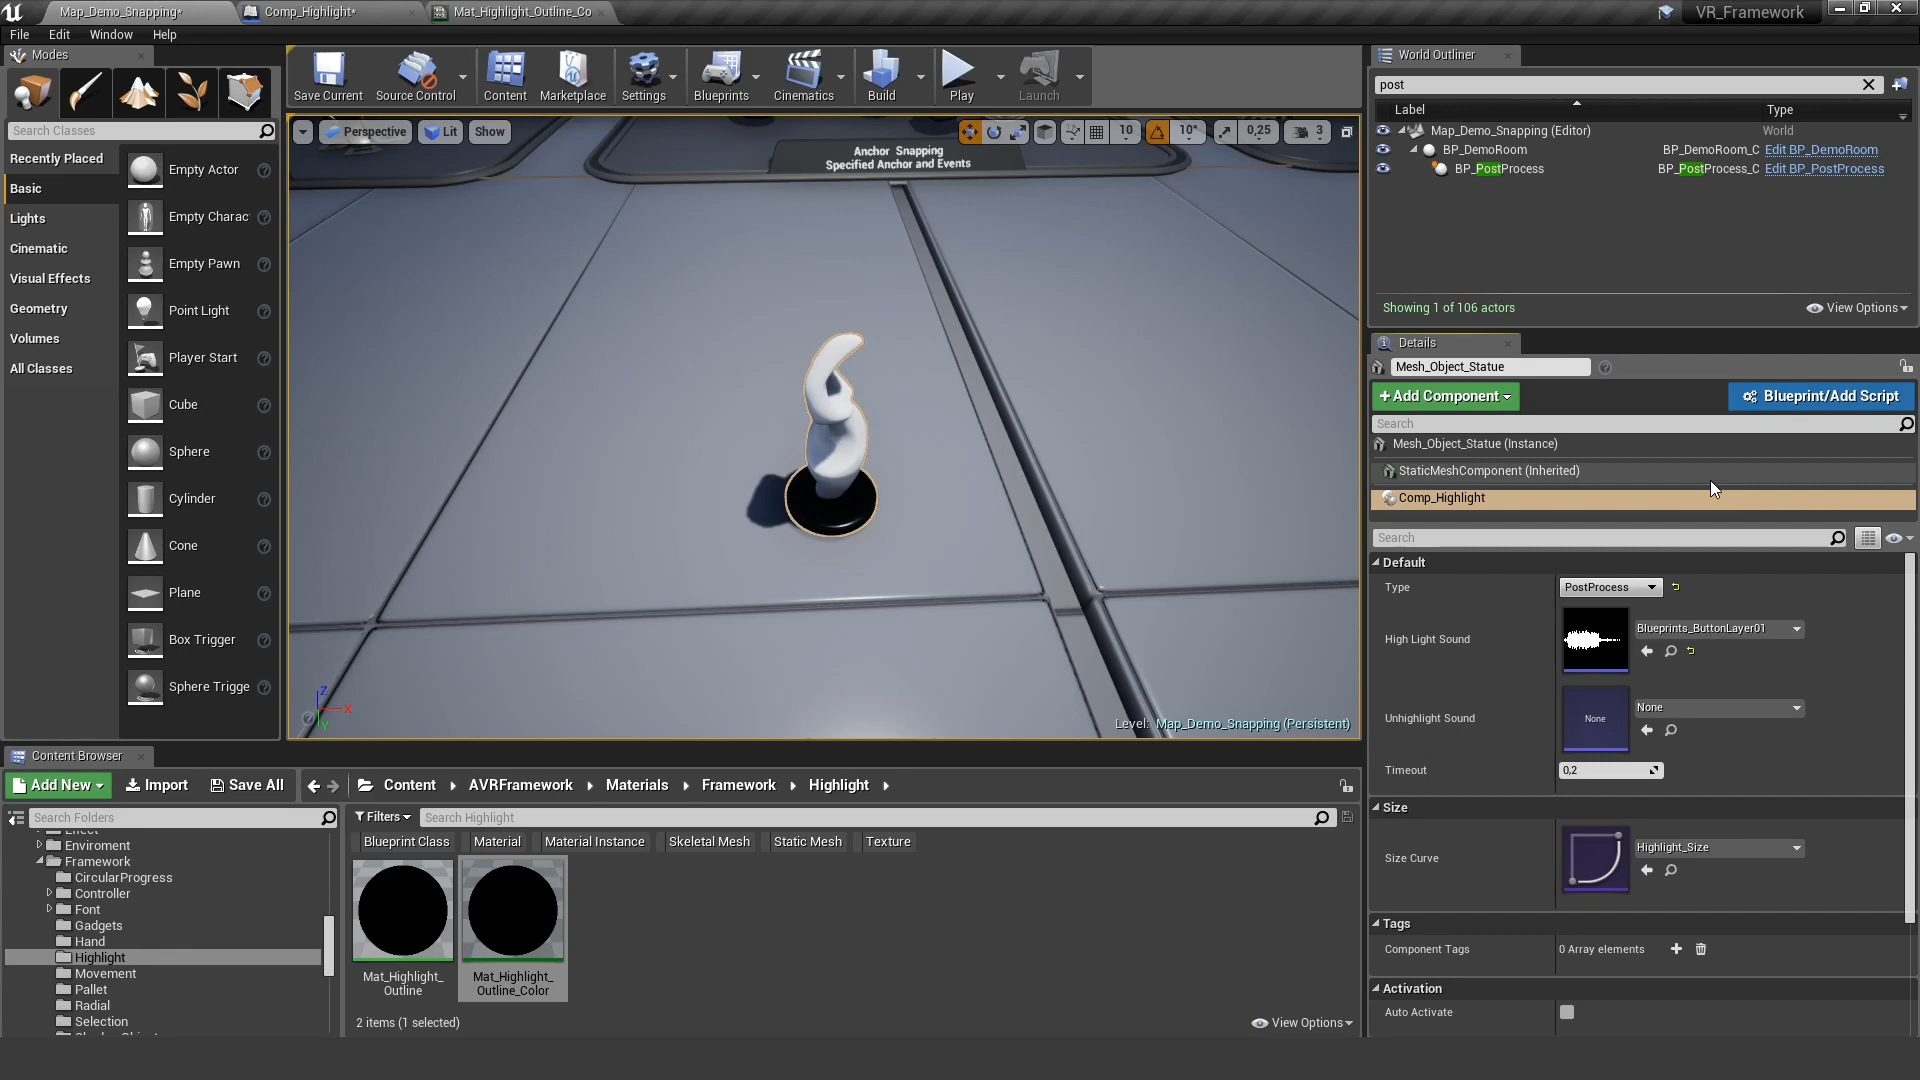 Map_Demo_Snapping*
Comp_Highlight*
Mat_Highlight_Outline_Co
VR_Framework
File
Edit
Window
Help
Modes
Search Classes
Recently Placed
Basic
Lights
Cinematic
Visual Effects
Geometry
Volumes
All Classes
Empty Actor
Empty Charac
Empty Pawn
Point Light
Player Start
Cube
Sphere
Cylinder
Cone
Plane
Box Trigger
Sphere Trigge
Save Current
Source Control
Content
Marketplace
Settings
Blueprints
Cinematics
Build
Play
Launch
Perspective
Lit
Show
10
10°
0,25
3
Anchor Snapping
Specified Anchor and Events
Z
X
Y
Level: Map_Demo_Snapping (Persistent)
World Outliner
post
Label
Type
Map_Demo_Snapping (Editor)
World
BP_DemoRoom
BP_DemoRoom_C
Edit BP_DemoRoom
BP_PostProcess
BP_PostProcess_C
Edit BP_PostProcess
Showing 1 of 106 actors
View Options
Details
Mesh_Object_Statue
+Add Component
Blueprint/Add Script
Search
Mesh_Object_Statue (Instance)
StaticMeshComponent (Inherited)
Comp_Highlight
Search
Default
Type
PostProcess
High Light Sound
Blueprints_ButtonLayer01
Unhighlight Sound
None
None
Timeout
0,2
Size
Size Curve
Highlight_Size
Tags
Component Tags
0 Array elements
Activation
Auto Activate
Content Browser
Add New
Import
Save All
Content
AVRFramework
Materials
Framework
Highlight
Search Folders
Effect
Enviroment
Framework
CircularProgress
Controller
Font
Gadgets
Hand
Highlight
Movement
Pallet
Radial
Selection
Filters
Search Highlight
Blueprint Class
Material
Material Instance
Skeletal Mesh
Static Mesh
Texture
Mat_Highlight_
Outline
Mat_Highlight_
Outline_Color
2 items (1 selected)
View Options